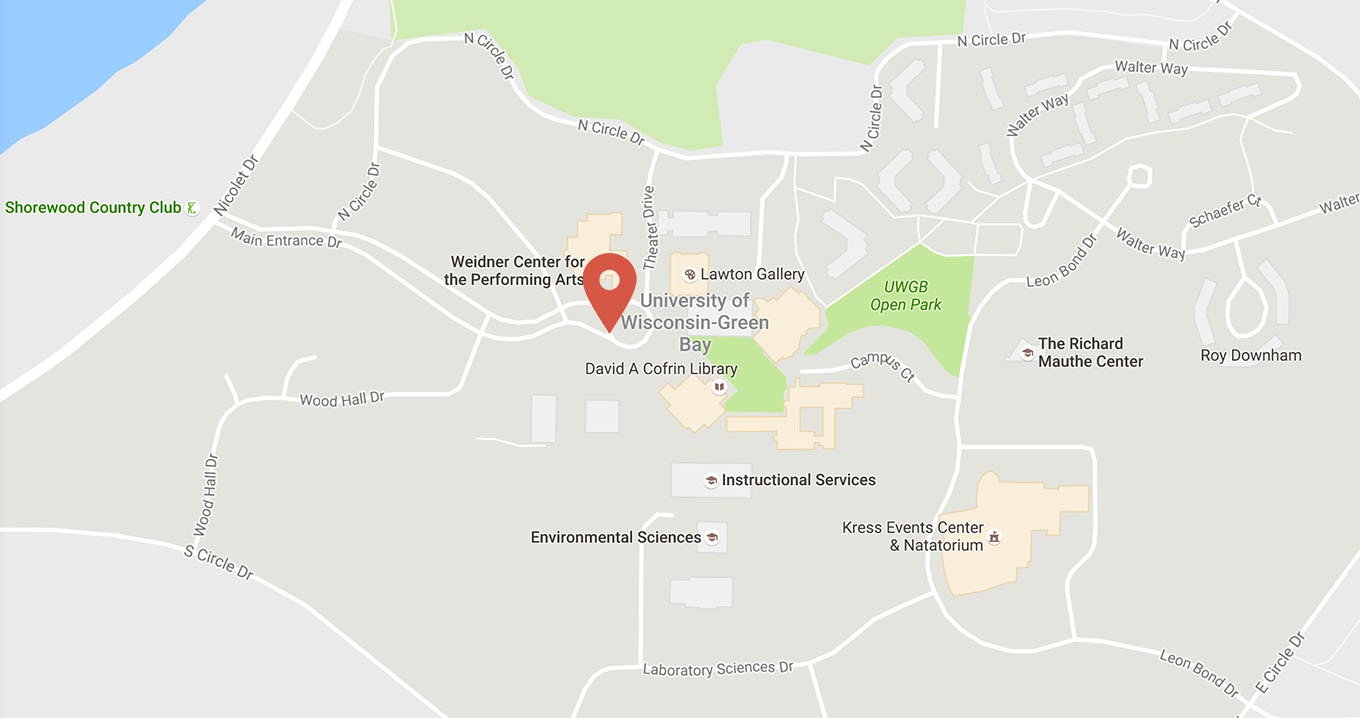 N Circle Dr
N Circle Dr
N Circle Dr
Walter Way
N Circle Dr
N Circle Dr
Walter Way
Nicolet Dr
N Circle Dr
Shorewood Country Club
Theater Drive
Schaefer Cr
Walter
Main Entrance Dr
Walter Way
Leon Bond Dr
Weidner Center for
the Performing Arts
Lawton Gallery
UWGB
Open Park
University of
Wisconsin-Green
Bay
The Richard
Mauthe Center
Roy Downham
David A Cofrin Library
Campus Ct
Wood Hall Dr
Wood Hall Dr
Instructional Services
Kress Events Center
& Natatorium
Environmental Sciences
S Circle Dr
Laboratory Sciences Dr
Leon Bond Dr
E Circle Dr